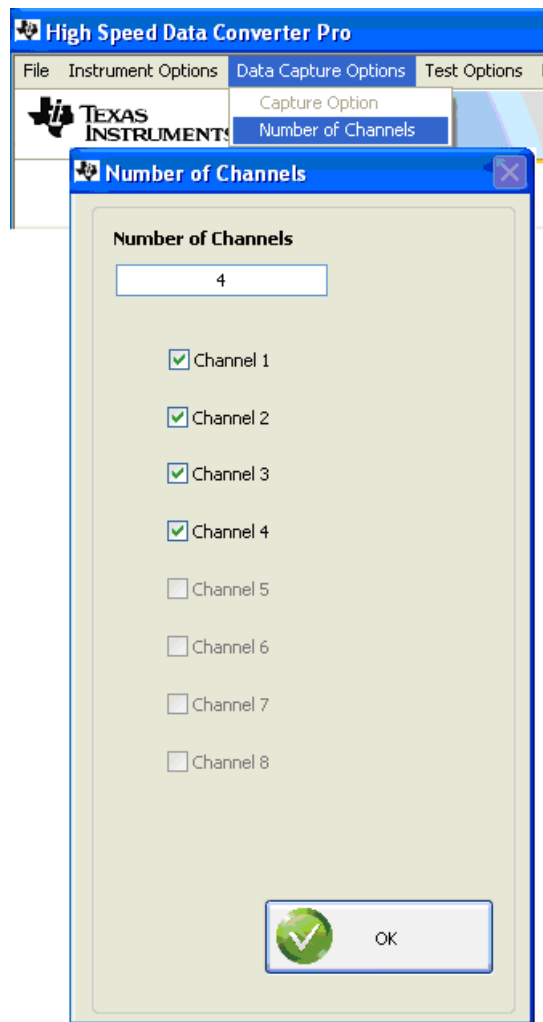 High Speed Data Converter Pro
File Instrument Options Data Capture Options Test Options
Capture Option
TEXAS
INSTRUMENTS
Number of Channels
Number of Channels
Number of Channels
4
Channel 1
Channel 2
Channel 3
Channel 4
Channel 5
Channel 6
Channel 7
Channel 8
OK